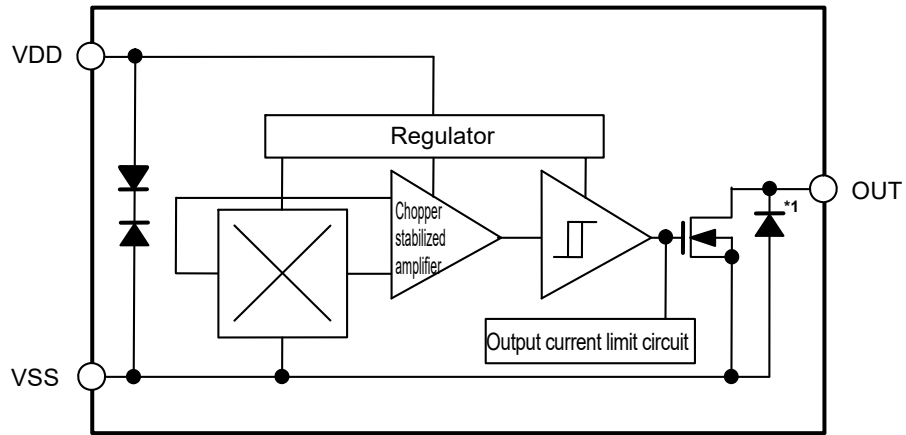 VDD
Regulator
Chopper
stabilized
amplifier
*1
OUT
Output current limit circuit
VSS